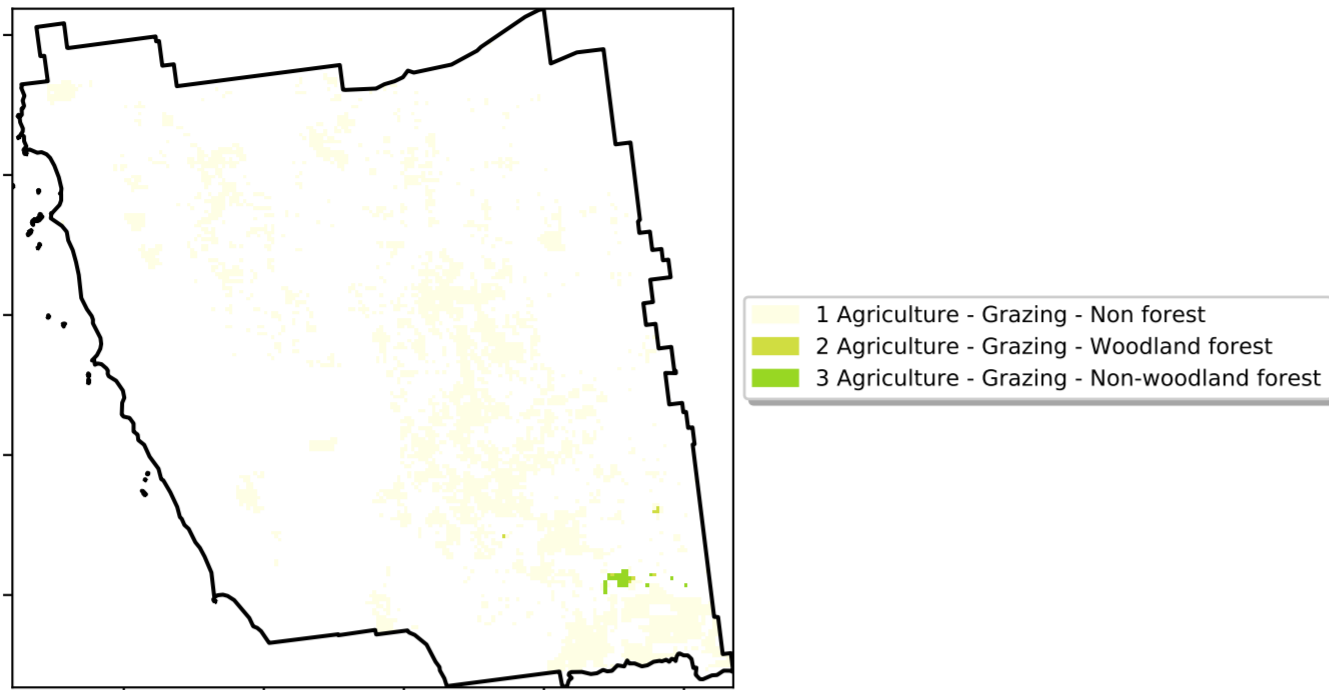 1 Agriculture - Grazing - Non forest
2 Agriculture - Grazing - Woodland forest
3 Agriculture - Grazing - Non-woodland forest